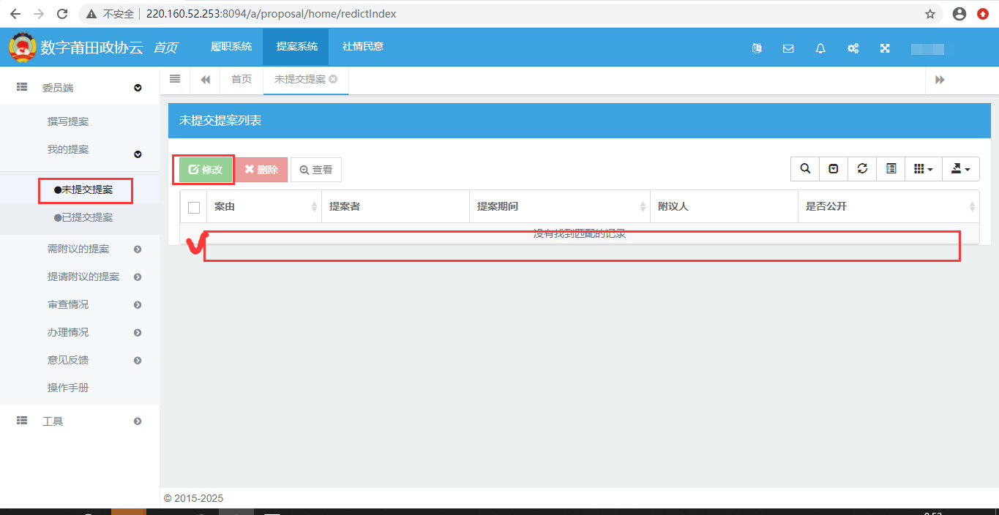 不安全 220.160.52.253:8094/a/proposal/home/redictIndex
数字莆田政协云 首页 履职系统 提案系统 社情民意
委员端
首页 未提交提案
撰写提案
我的提案
●未提交提案
●已提交提案
需附议的提案
提请附议的提案
审查情况
办理情况
意见反馈
操作手册
工具
未提交提案列表
修改 删除 查看
案由 提案者 提案期间 附议人 是否公开
没有找到匹配的记录
© 2015-2025